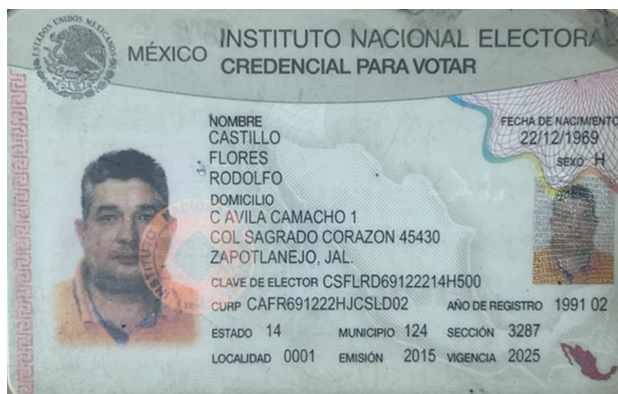 ESTADOS UNIDOS MEXICANOS
MÉXICO INSTITUTO NACIONAL ELECTORAL
CREDENCIAL PARA VOTAR
NOMBRE
CASTILLO
FLORES
RODOLFO
FECHA DE NACIMIENTO
22/12/1969
SEXO H
DOMICILIO
C AVILA CAMACHO 1
COL SAGRADO CORAZON 45430
ZAPOTLANEJO, JAL.
CLAVE DE ELECTOR CSFLRD69122214H500
CURP CAFR691222HJCSLD02 AÑO DE REGISTRO 1991 02
ESTADO 14 MUNICIPIO 124 SECCIÓN 3287
LOCALIDAD 0001 EMISIÓN 2015 VIGENCIA 2025